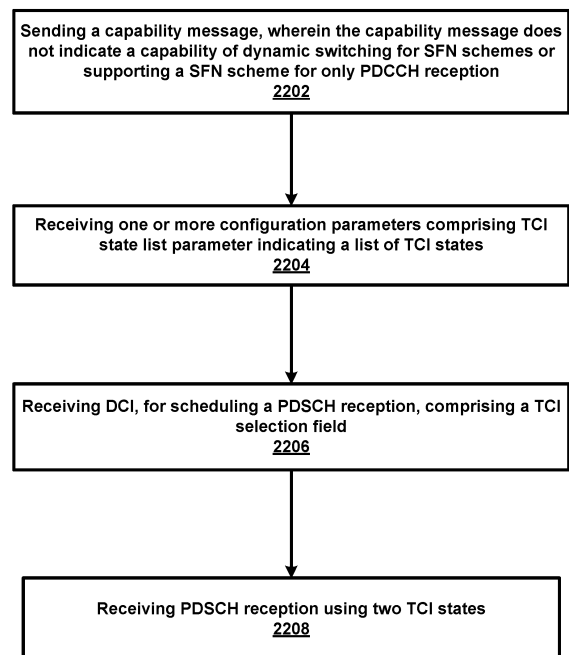 Sending a capability message, wherein the capability message does
not indicate a capability of dynamic switching for SFN schemes or
supporting a SFN scheme for only PDCCH reception
2202
Receiving one or more configuration parameters comprising TCI
state list parameter indicating a list of TCI states
2204
Receiving DCI, for scheduling a PDSCH reception, comprising a TCI
selection field
2206
Receiving PDSCH reception using two TCI states
2208